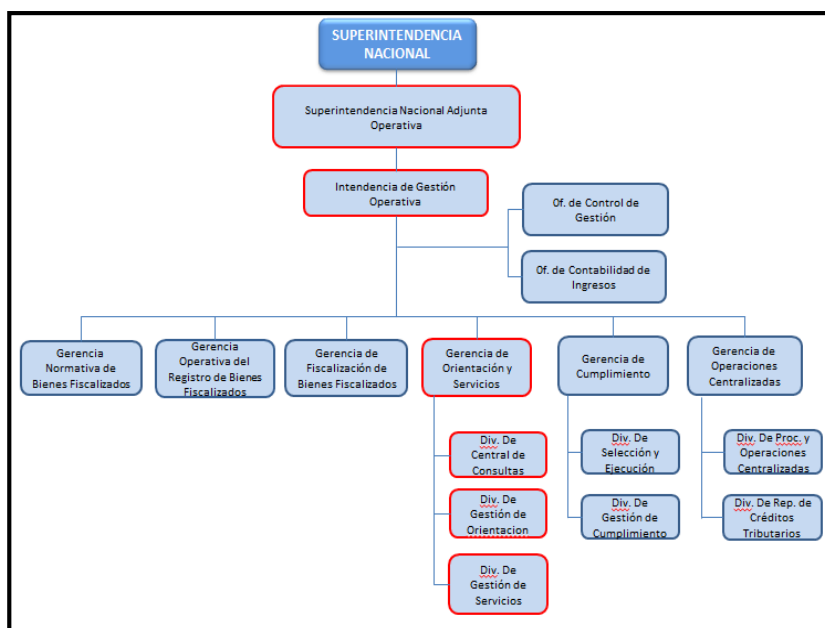 SUPERINTENDENCIA
NACIONAL
Superintendencia Nacional Adjunta
Operativa
Intendencia de Gestión
Operativa
Of. de Control de
Gestión
Of. de Contabilidad de
Ingresos
Gerencia
Normativa de
Bienes Fiscalizados
Gerencia
Operativa del
Registro de Bienes
Fiscalizados
Gerencia de
Fiscalización de
Bienes Fiscalizados
Gerencia de
Orientación y
Servicios
Gerencia de
Cumplimiento
Gerencia de
Operaciones
Centralizadas
Div. De
Central de
Consultas
Div. De
Gestión de
Orientacion
Div. De
Gestión de
Servicios
Div. De
Selección y
Ejecución
Div. De
Gestión de
Cumplimiento
Div. De Proc. y
Operaciones
Centralizadas
Div. De Rep. de
Créditos
Tributarios